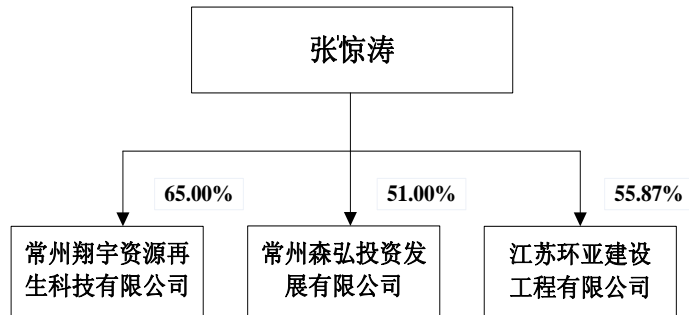 张惊涛
65.00%
51.00%
55.87%
常州翔宇资源再
生科技有限公司
常州森弘投资发
展有限公司
江苏环亚建设
工程有限公司